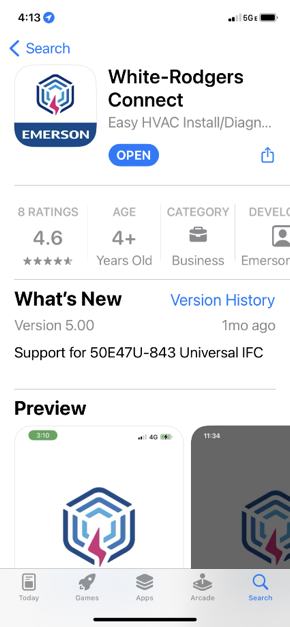 4:13
5GE
Search
White-Rodgers
Connect
Easy HVAC Install/Diagn...
EMERSON
OPEN
8 RATINGS AGE CATEGORY DEVELO
4.6 4+
Years Old Business Emerson
What's New Version History
Version 5.00 1mo ago
Support for 50E47U-843 Universal IFC
Preview
3:10 4G 11:34
Today Games Apps Arcade Search